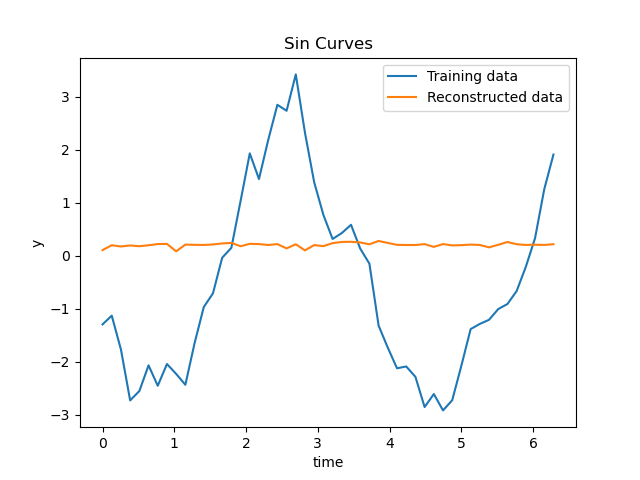 Sin Curves
Training data
Reconstructed data
3
2
1
0
−1
−2
−3
y
0 1 2 3 4 5 6
time